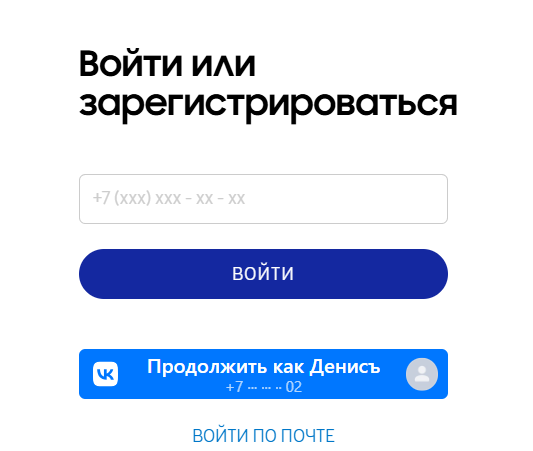 Войти или
зарегистрироваться
+7 (xxx) xxx - xx - xx
ВОЙТИ
Продолжить как Денисъ
+7 ··· ··· ·· 02
ВОЙТИ ПО ПОЧТЕ